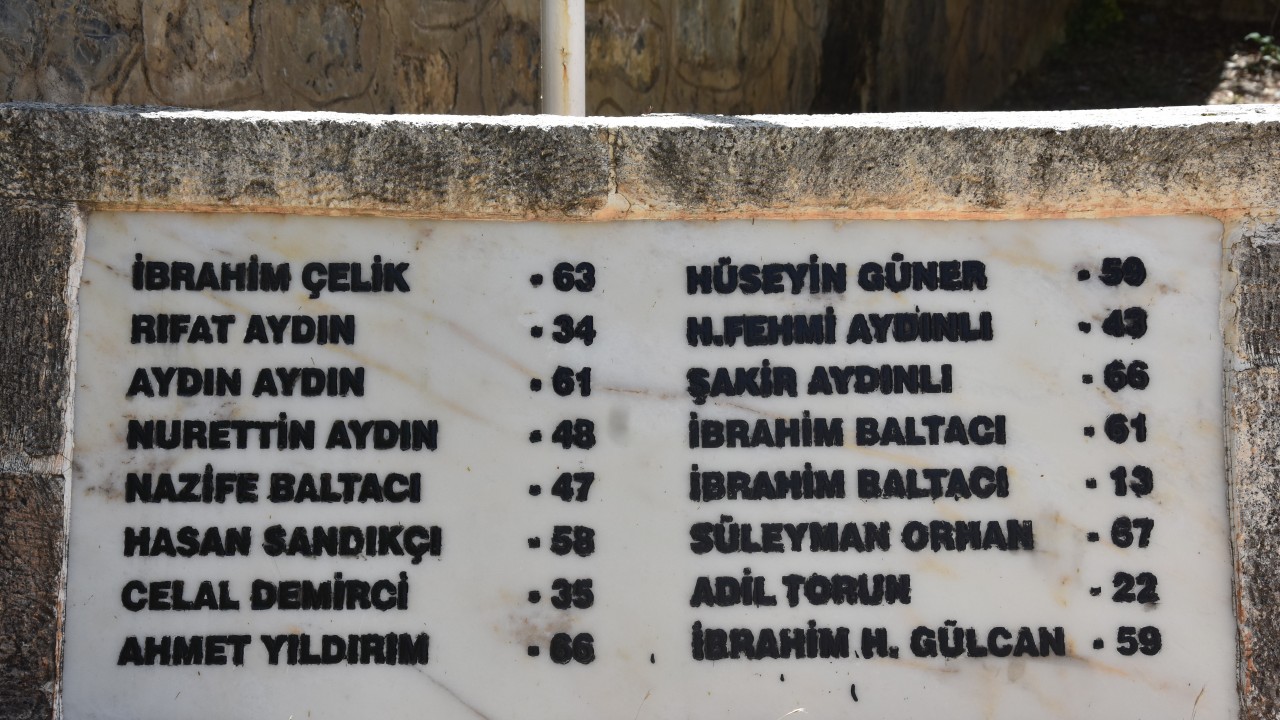 İBRAHİM ÇELİK - 63
RIFAT AYDIN - 34
AYDIN AYDIN - 61
NURETTİN AYDIN - 48
NAZİFE BALTACI - 47
HASAN SANDIKÇI - 58
CELAL DEMİRCİ - 35
AHMET YILDIRIM - 66
HÜSEYİN GÜNER - 59
H.FEHMİ AYDINLI - 43
ŞAKİR AYDINLI - 66
İBRAHİM BALTACI - 61
İBRAHİM BALTACI - 13
SÜLEYMAN ORMAN - 67
ADİL TORUN - 22
İBRAHİM H. GÜLCAN - 59